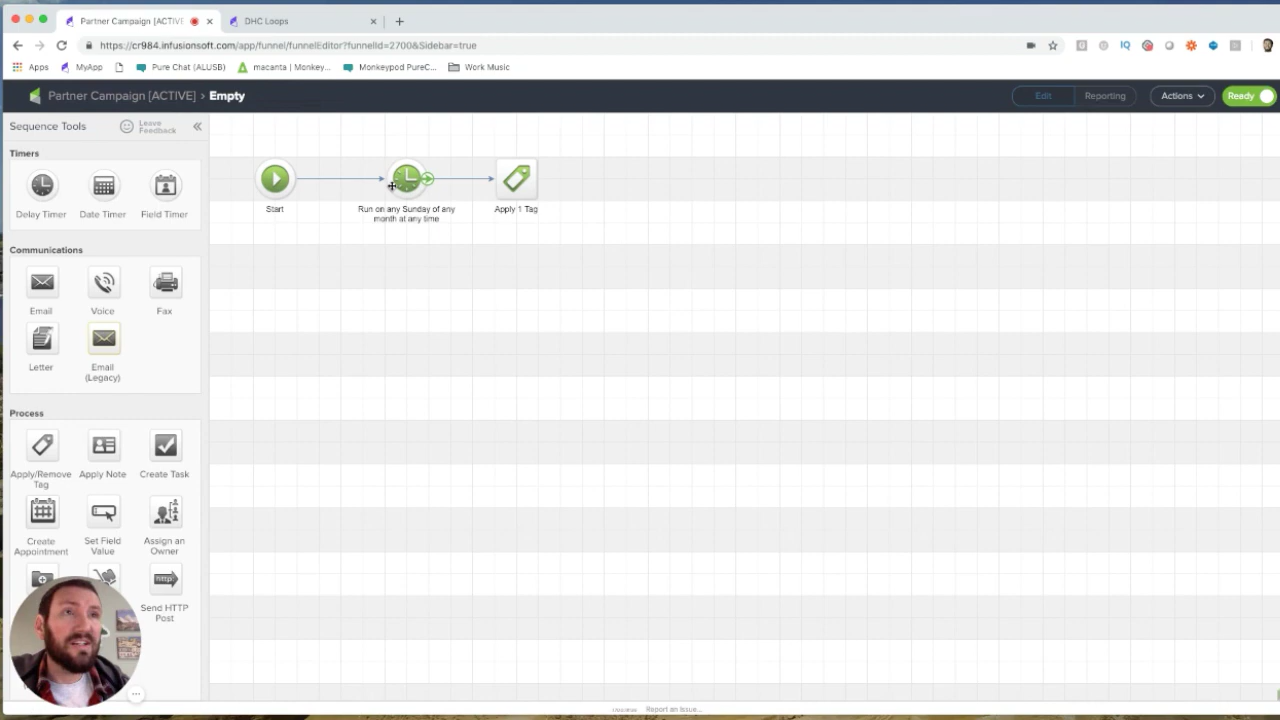 Partner Campaign [ACTIVE
DHC Loops
https://cr984.infusionsoft.com/app/funnel/funnelEditor?funnelId=2700&Sidebar=true
IQ
Apps
MyApp
Pure Chat (ALUSB)
macanta | Monkey...
Monkeypod PureC...
Work Music
Partner Campaign [ACTIVE] > Empty
Edit
Reporting
Actions
Ready
Sequence Tools
Leave
Feedback
Timers
Delay Timer
Date Timer
Field Timer
Start
Run on any Sunday of any
month at any time
Apply 1 Tag
Communications
Email
Voice
Fax
Letter
Email
(Legacy)
Process
Apply/Remove
Tag
Apply Note
Create Task
Create
Appointment
Set Field
Value
Assign an
Owner
http:
Send HTTP
Post
Report an Issue...